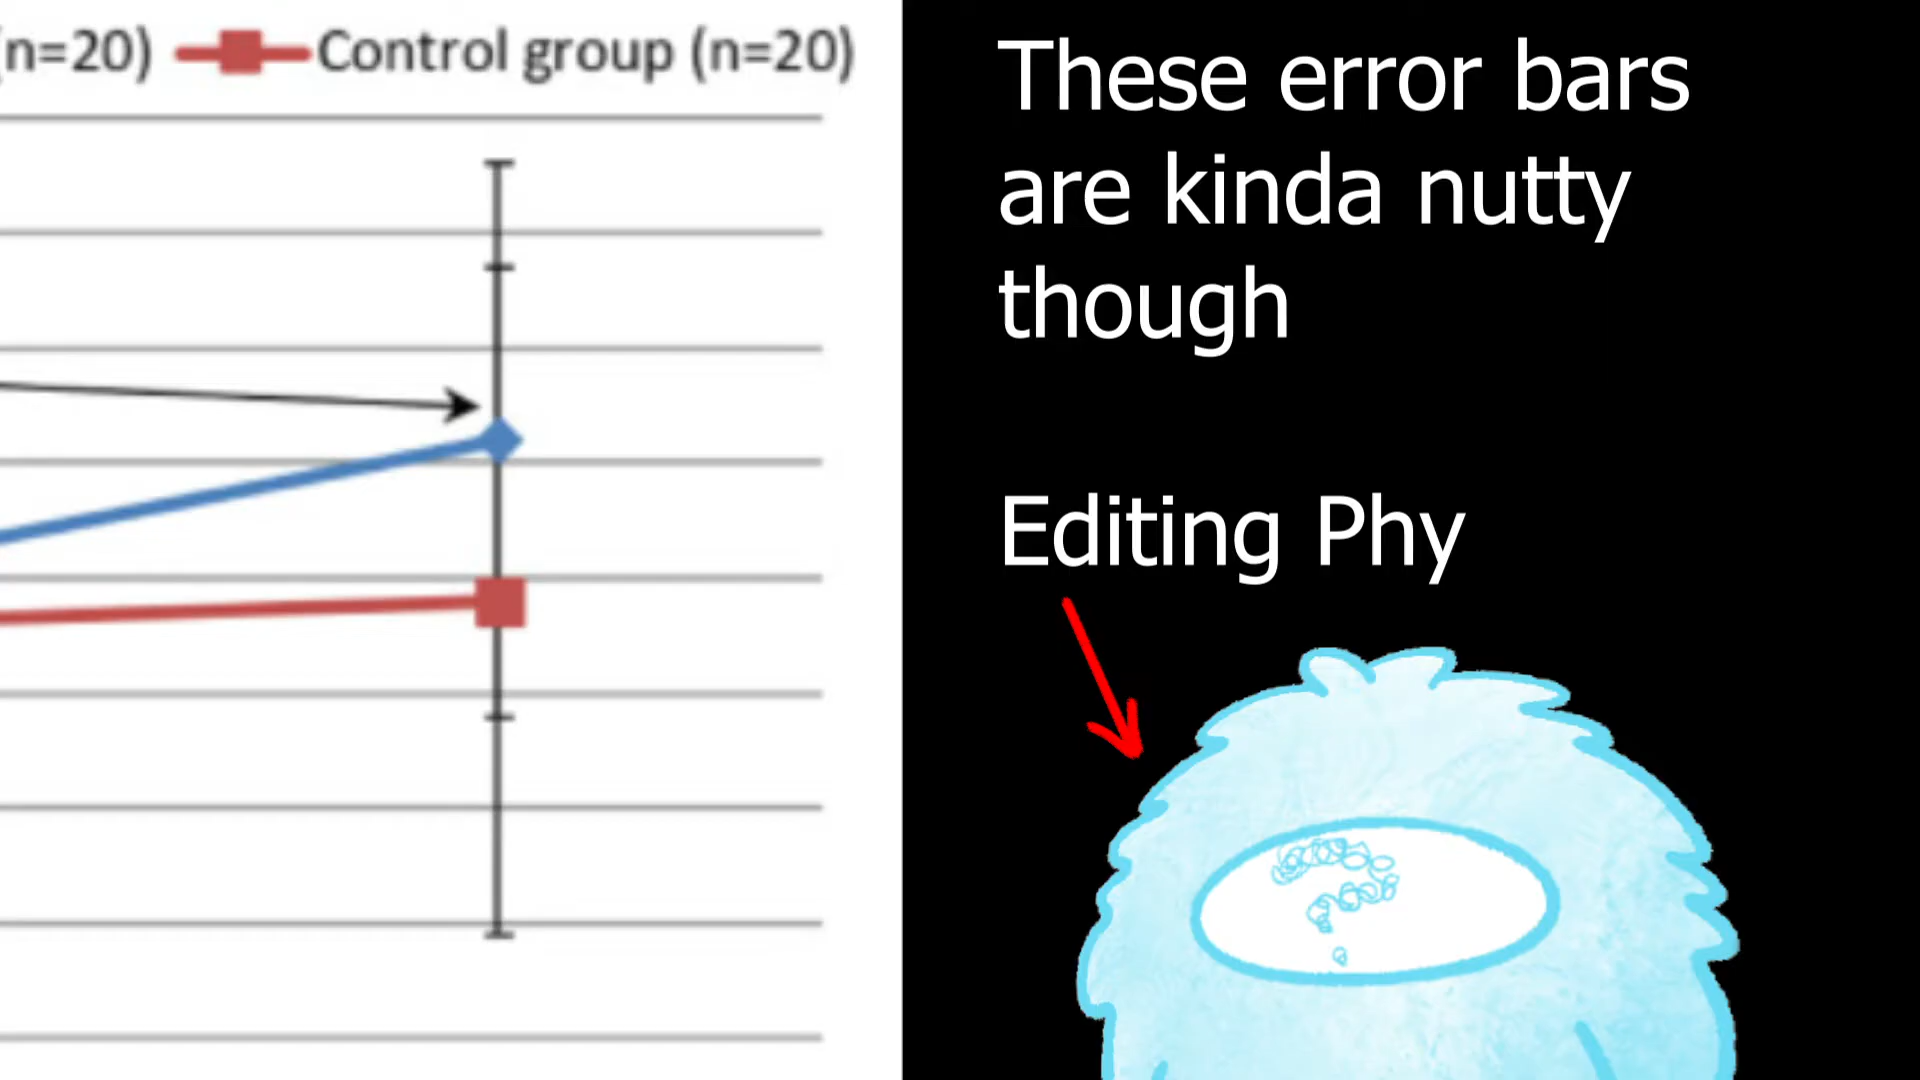 (n=20) Control group (n=20)
These error bars
are kinda nutty
though
Editing Phy